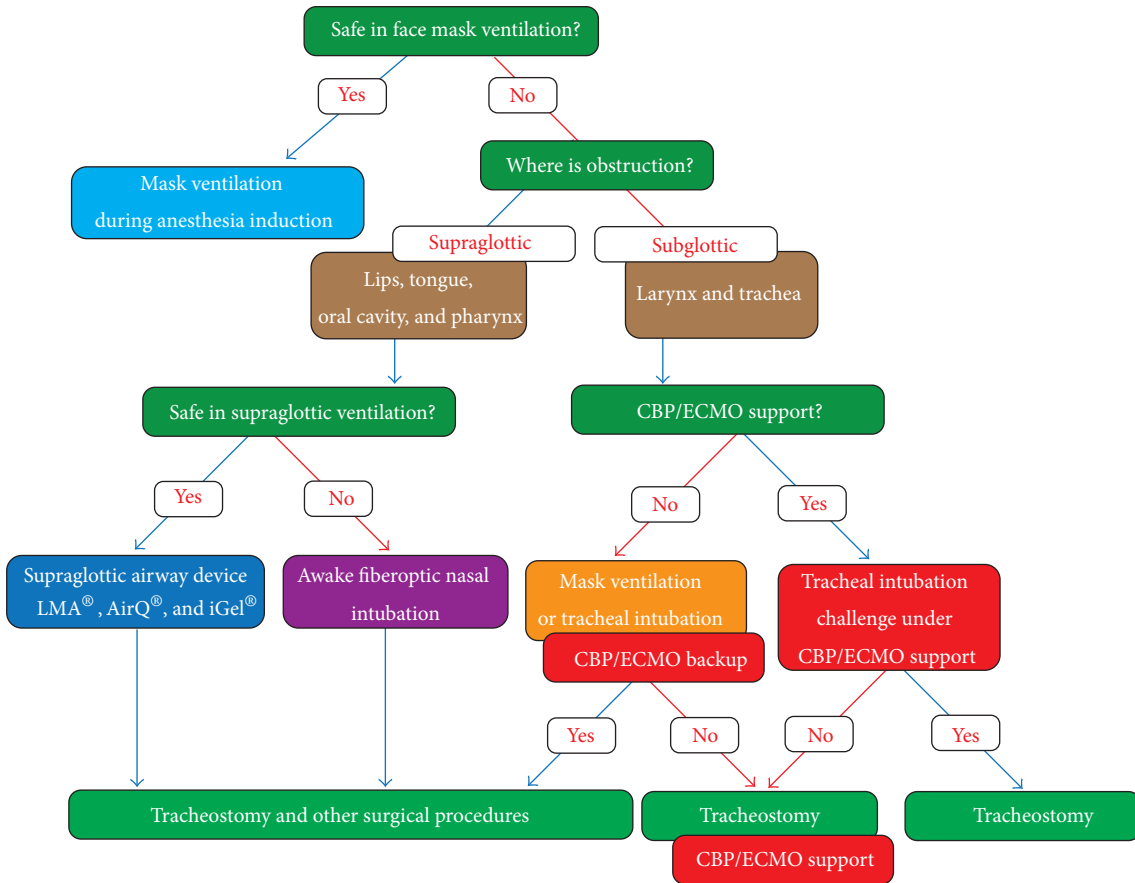 Safe in face mask ventilation?
Yes
No
Where is obstruction?
Mask ventilation
during anesthesia induction
Supraglottic
Subglottic
Lips, tongue,
oral cavity, and pharynx
Larynx and trachea
Safe in supraglottic ventilation?
CBP/ECMO support?
Yes
No
No
Yes
Supraglottic airway device
LMA®, AirQ®, and iGel®
Awake fiberoptic nasal
intubation
Mask ventilation
or tracheal intubation
CBP/ECMO backup
Tracheal intubation
challenge under
CBP/ECMO support
Yes
No
No
Yes
Tracheostomy and other surgical procedures
Tracheostomy
CBP/ECMO support
Tracheostomy